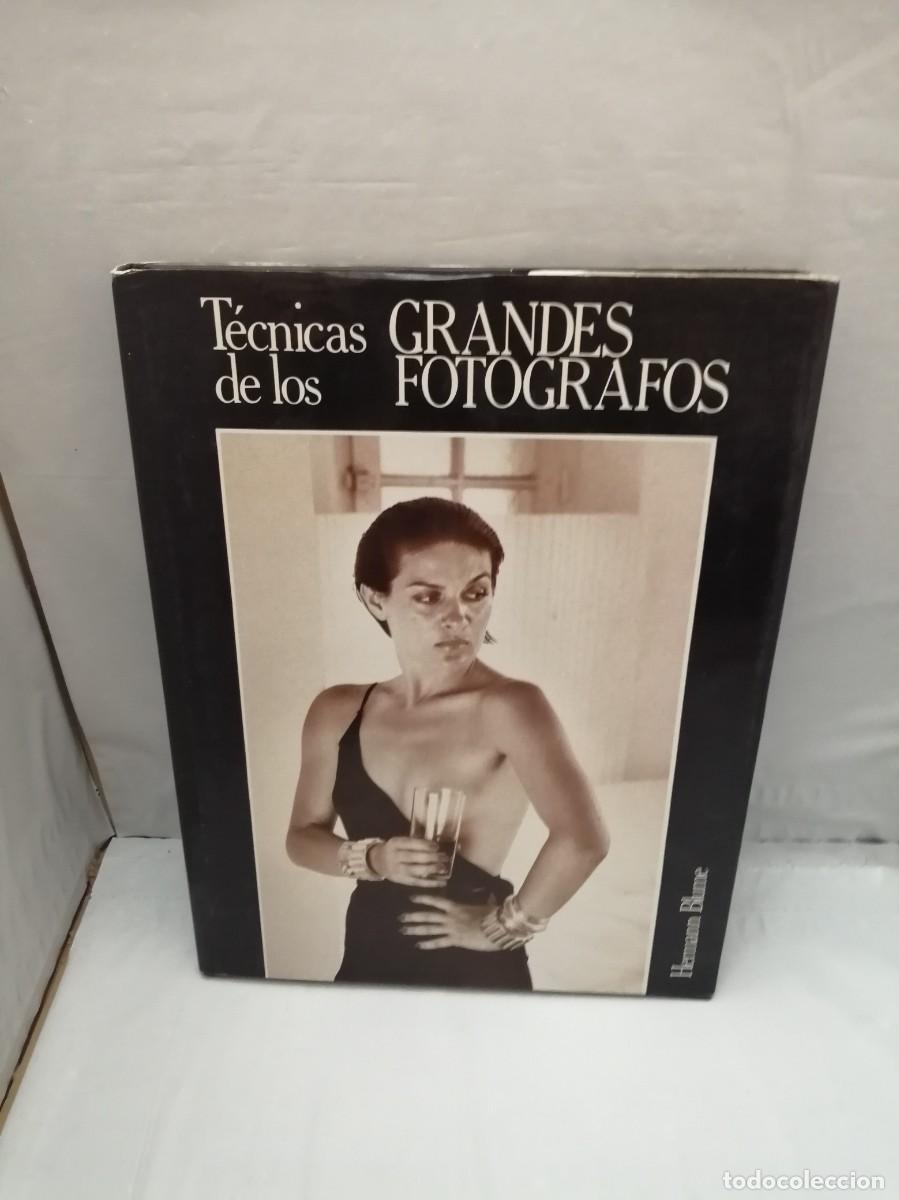 Técnicas GRANDES
de los FOTOGRAFOS
Hermann Blume
todocoleccion